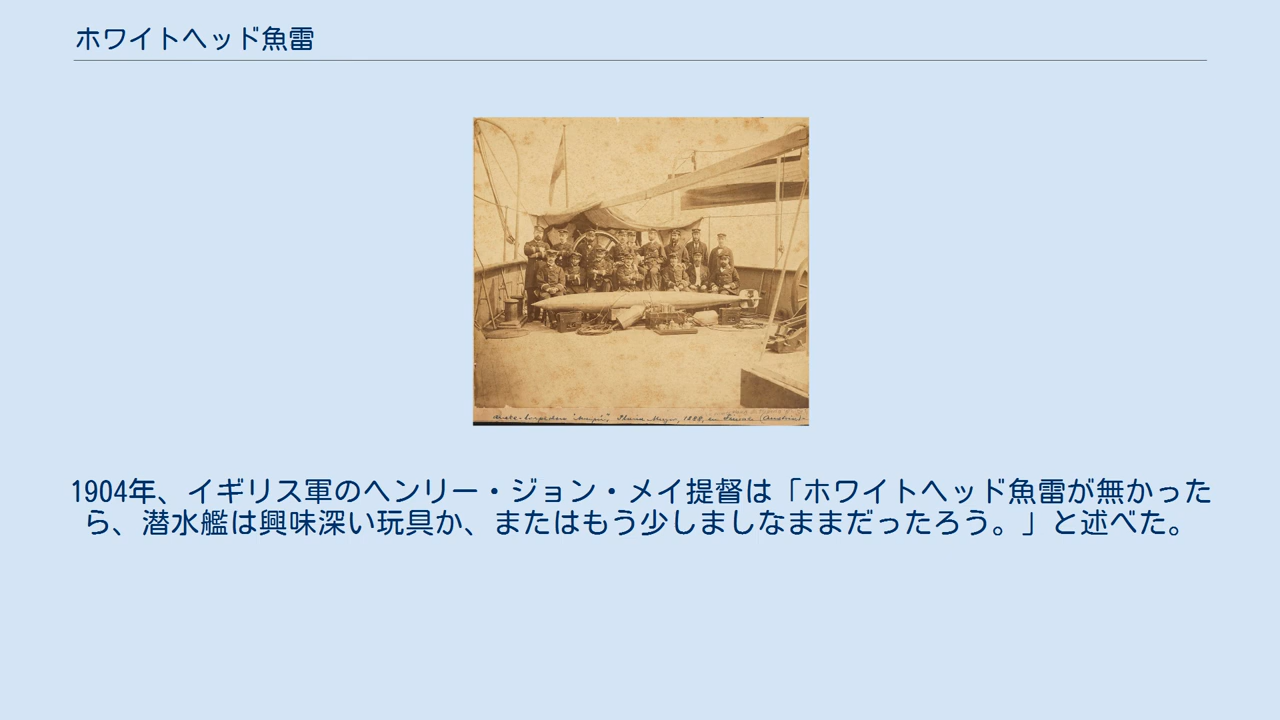 ホワイトヘッド魚雷
1888, en
1904年、イギリス軍のヘンリー・ジョン・メイ提督は「ホワイトヘッド魚雷が無かった
ら、潜水艦は興味深い玩具か、またはもう少しましなままだったろう。」と述べた。